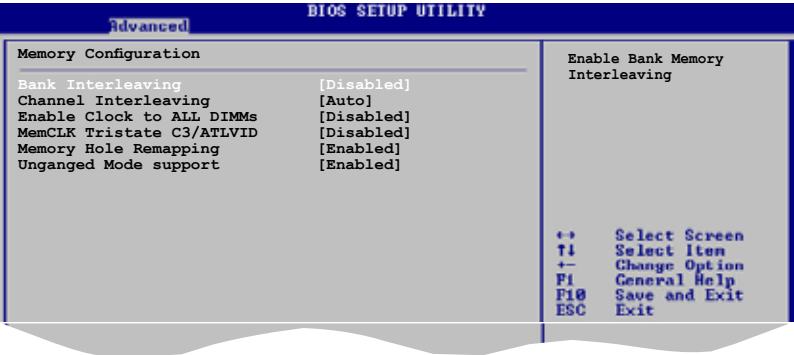 BIOS SETUP UTILITY
Advanced
Memory Configuration
Bank Interleaving [Disabled]
Channel Interleaving [Auto]
Enable Clock to ALL DIMMs [Disabled]
MemCLK Tristate C3/ATLVID [Disabled]
Memory Hole Remapping [Enabled]
Unganged Mode support [Enabled]
Enable Bank Memory
Interleaving
←→ Select Screen
↑↓ Select Item
+- Change Option
F1 General Help
F10 Save and Exit
ESC Exit